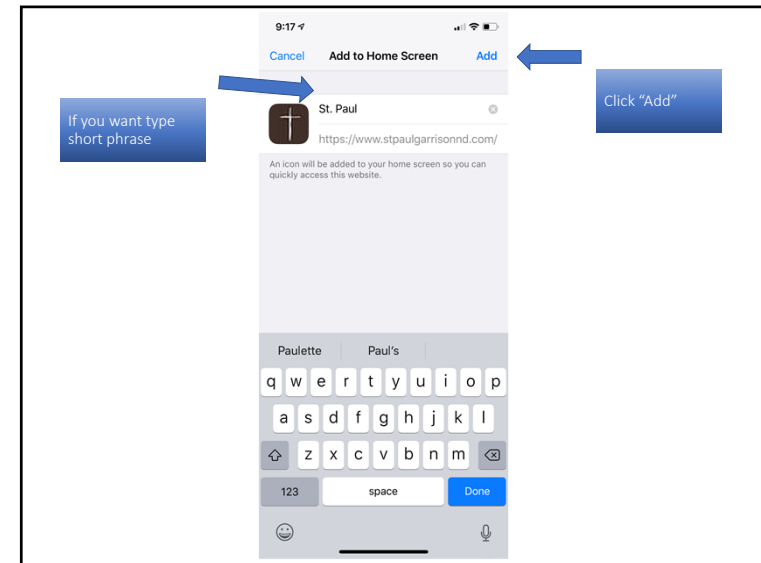 9:17
Cancel Add to Home Screen Add
If you want type
short phrase
Click “Add”
St. Paul
https://www.stpaulgarrisonnd.com/
An icon will be added to your home screen so you can
quickly access this website.
Paulette Paul's
q w e r t y u i o p
a s d f g h j k l
z x c v b n m
123 space Done